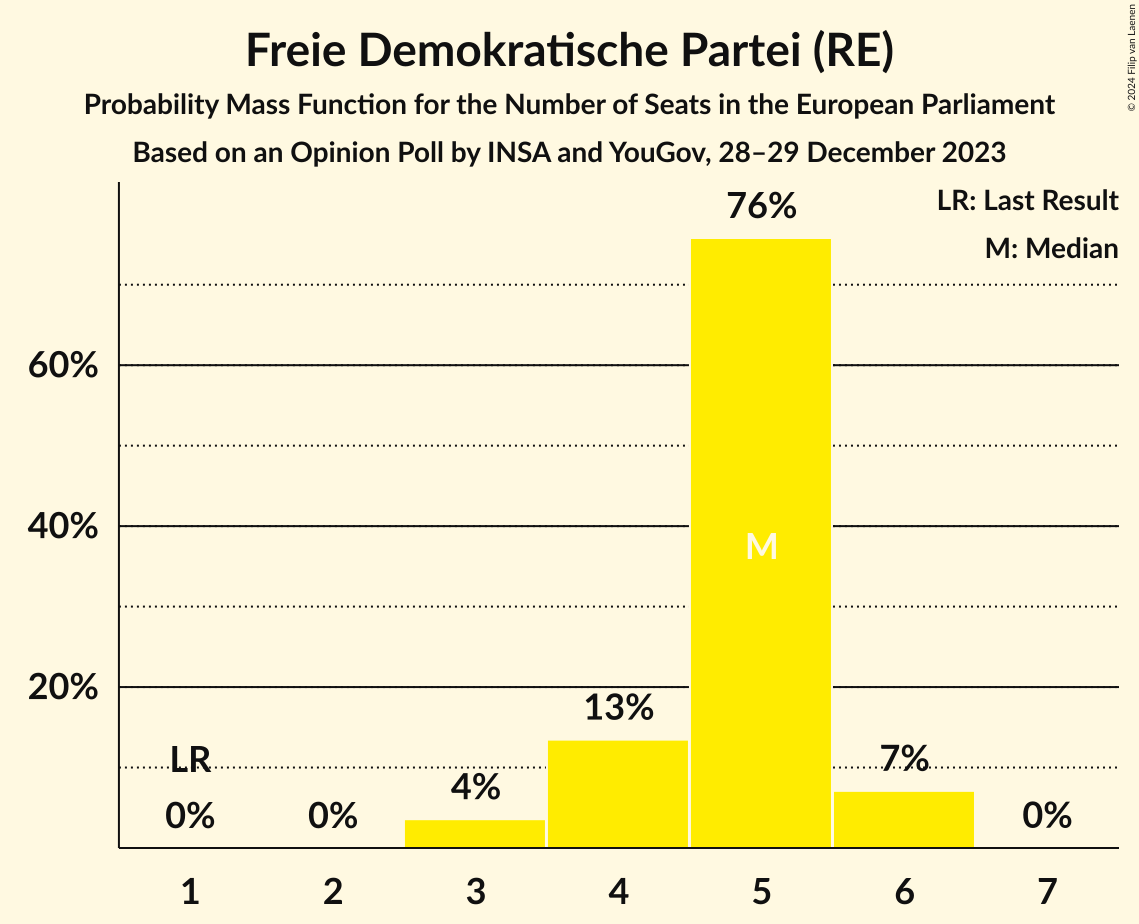 Freie Demokratische Partei (RE)
Probability Mass Function for the Number of Seats in the European Parliament
Based on an Opinion Poll by INSA and YouGov, 28–29 December 2023
© 2024 Filip van Laenen
LR: Last Result
M: Median
76%
60%
40%
M
20%
13%
LR
4%
7%
0%
0%
0%
1 2 3 4 5 6 7